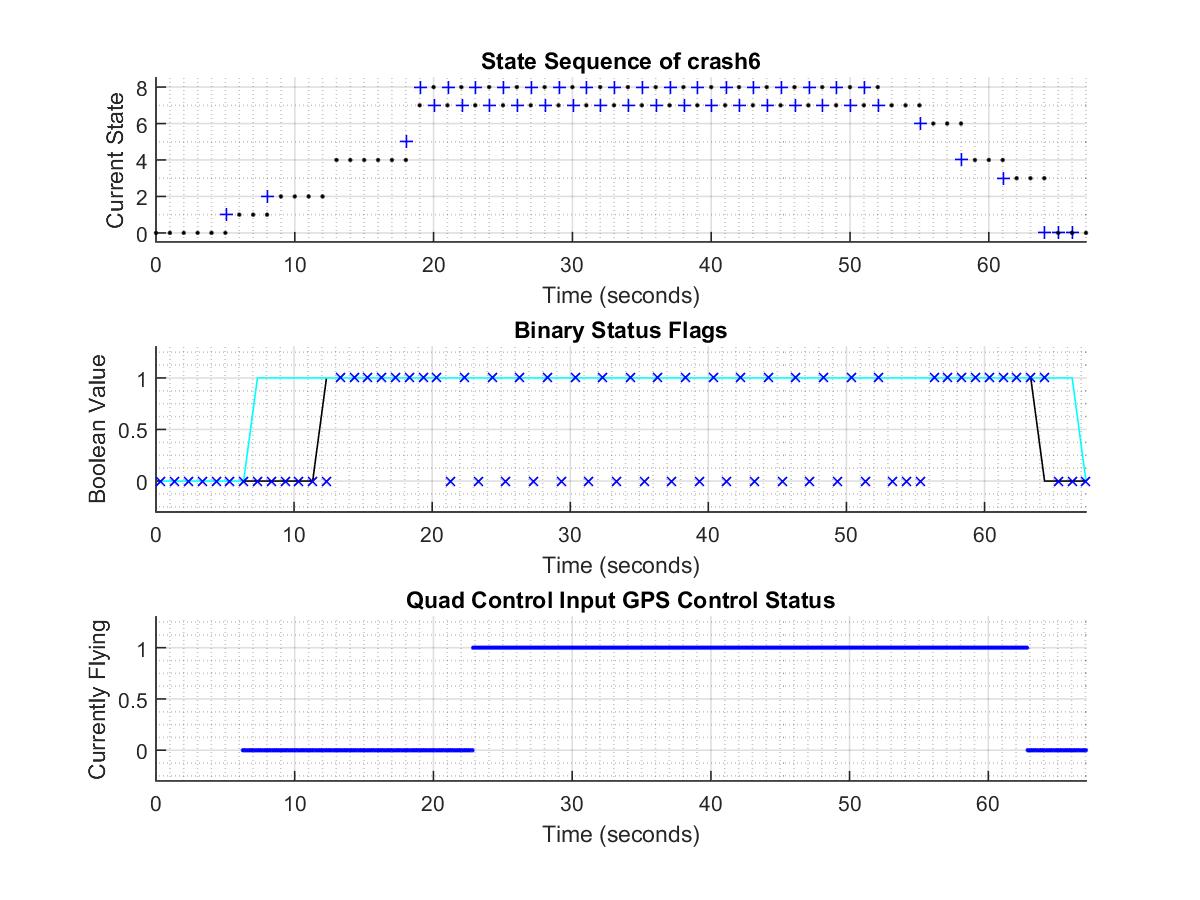 State Sequence of crash6
Current State
8
6
4
2
0
0 10 20 30 40 50 60
Time (seconds)
Binary Status Flags
Boolean Value
1
0.5
0
0 10 20 30 40 50 60
Time (seconds)
Quad Control Input GPS Control Status
Currently Flying
1
0.5
0
0 10 20 30 40 50 60
Time (seconds)